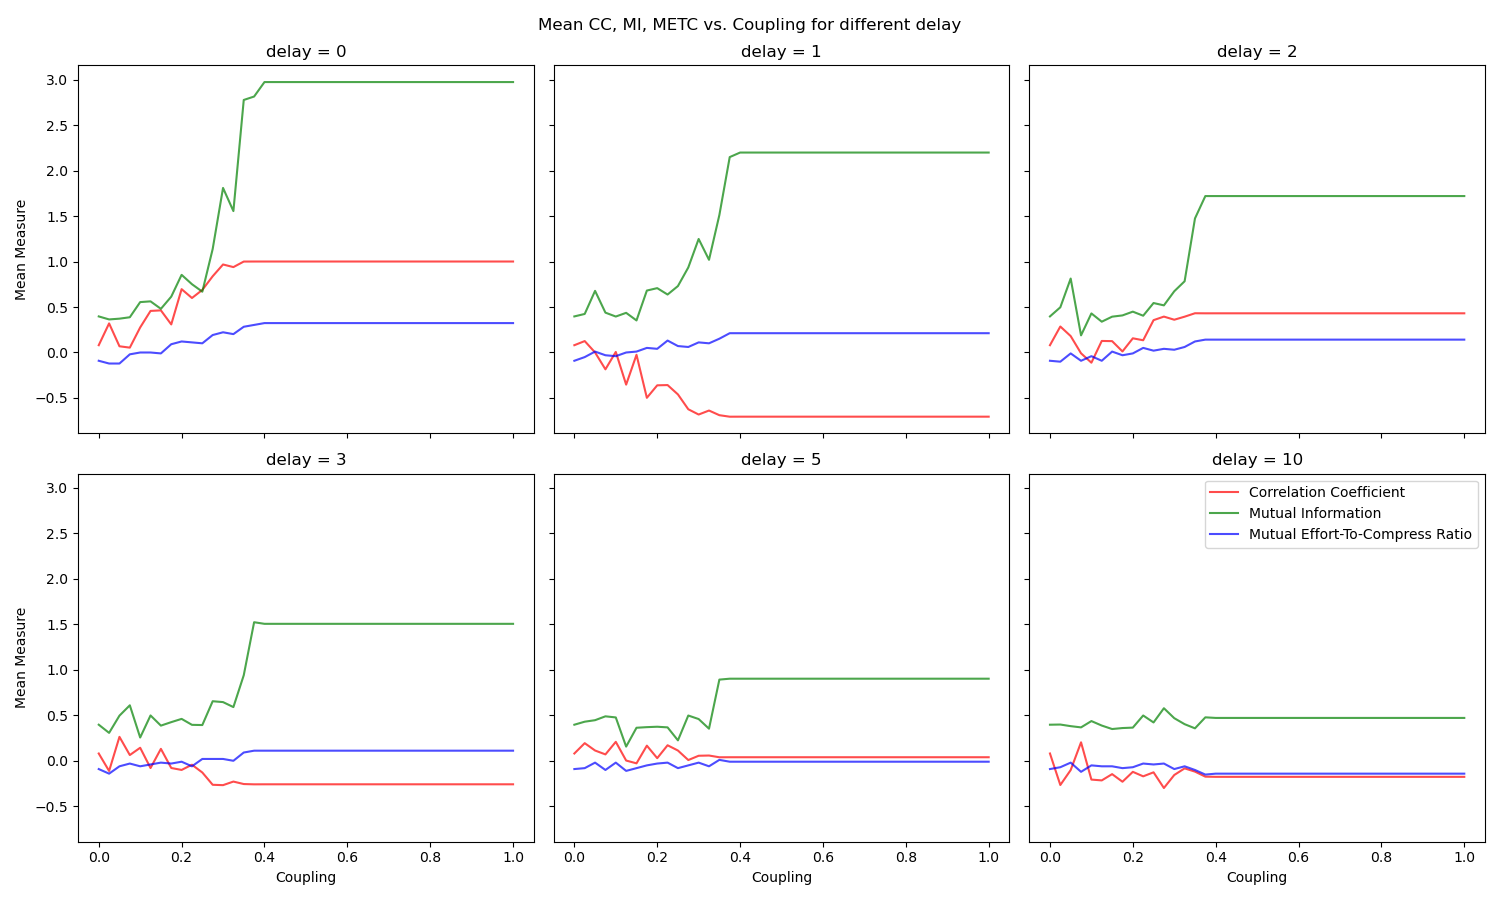 Mean CC, MI, METC vs. Coupling for different delay
delay = 0
delay = 1
delay = 2
3.0
2.5
2.0
1.5
1.0
0.5
0.0
−0.5
Mean Measure
delay = 3
delay = 5
delay = 10
3.0
2.5
2.0
1.5
1.0
0.5
0.0
−0.5
Mean Measure
Correlation Coefficient
Mutual Information
Mutual Effort-To-Compress Ratio
0.0 0.2 0.4 0.6 0.8 1.0
0.0 0.2 0.4 0.6 0.8 1.0
0.0 0.2 0.4 0.6 0.8 1.0
Coupling
Coupling
Coupling